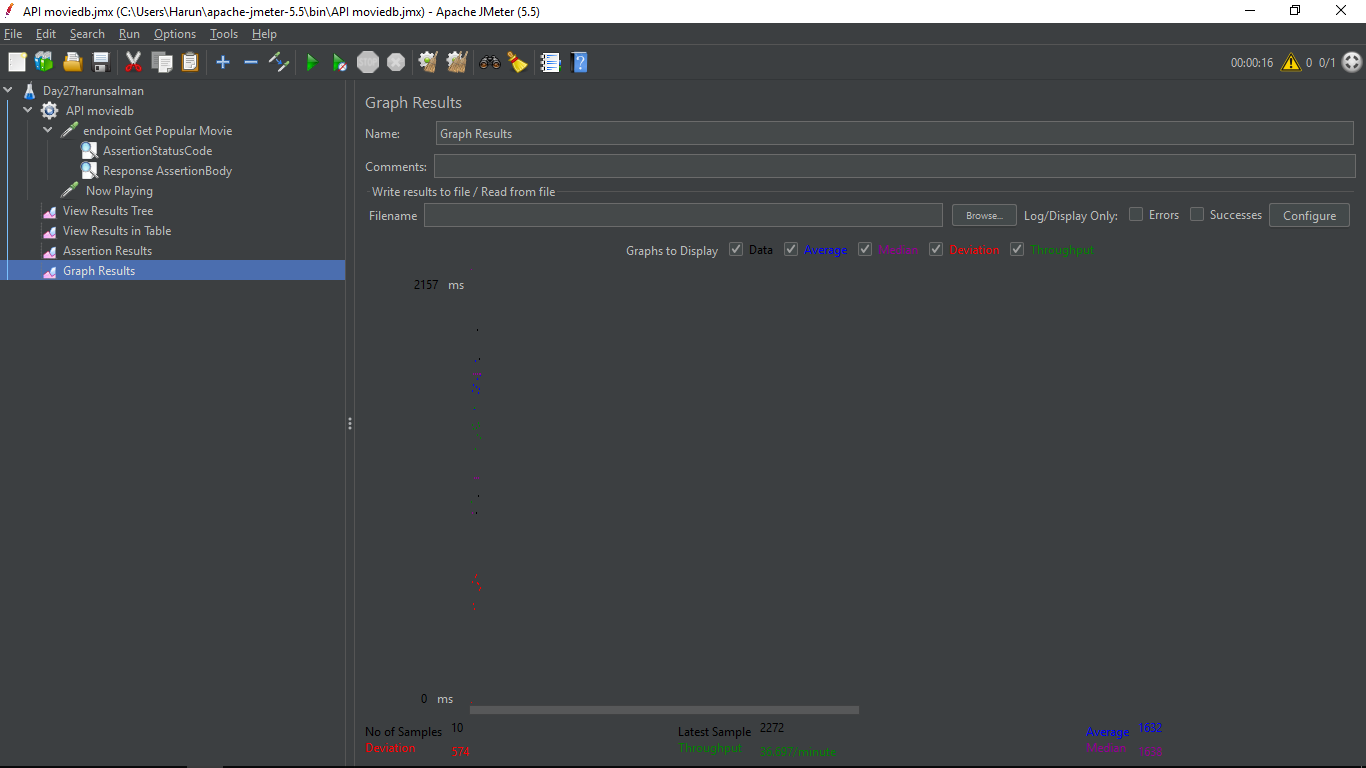 API moviedb.jmx (C:\Users\Harun\apache-jmeter-5.5\bin\API moviedb.jmx) - Apache JMeter (5.5)
File Edit Search Run Options Tools Help
STOP 00:00:16 0 0/1
Day27harunsalman
API moviedb
endpoint Get Popular Movie
AssertionStatusCode
Response AssertionBody
Now Playing
View Results Tree
View Results in Table
Assertion Results
Graph Results
Graph Results
Name: Graph Results
Comments:
Write results to file / Read from file
Filename Browse... Log/Display Only: Errors Successes Configure
Graphs to Display Data Average Median Deviation Throughput
2157 ms
0 ms
No of Samples 10 Latest Sample 2272 Average 1632
Deviation 574 Throughput 36,697/minute Median